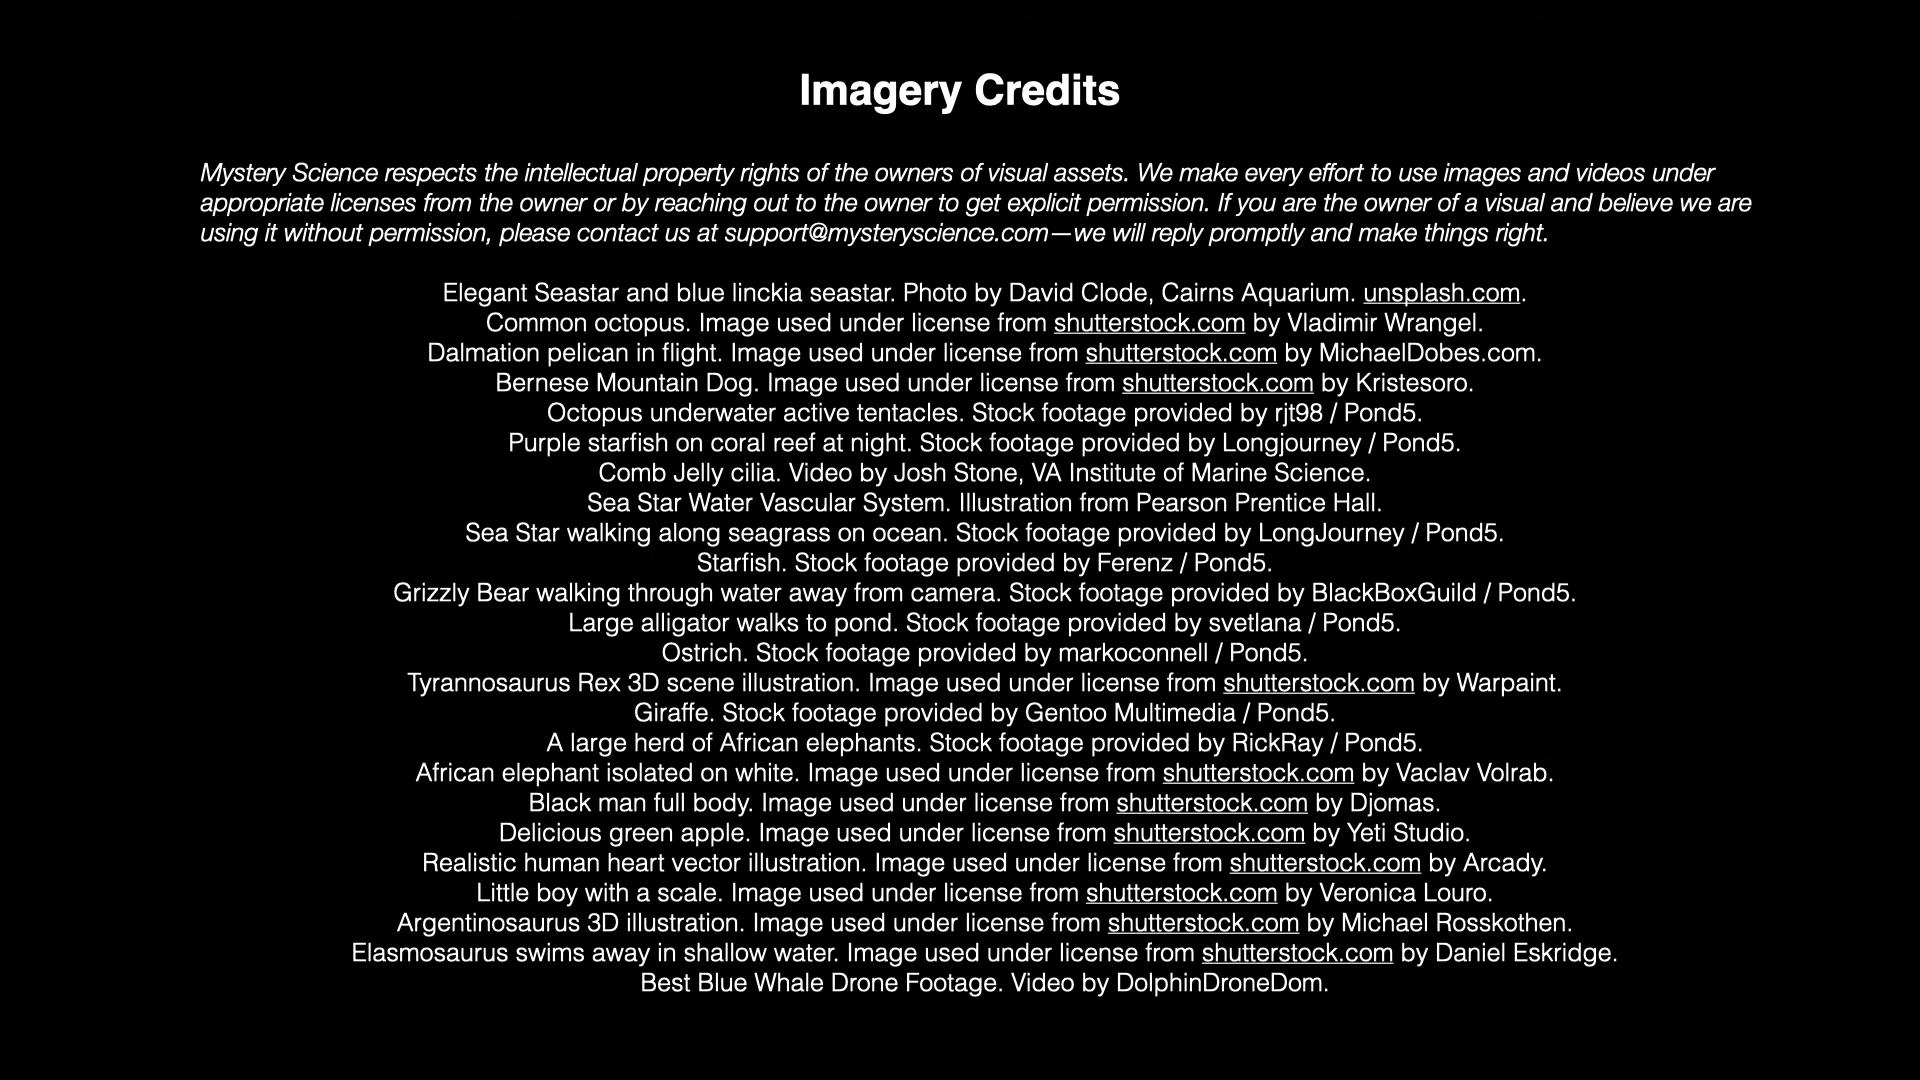 Imagery Credits
Mystery Science respects the intellectual property rights of the owners of visual assets. We make every effort to use images and videos under
appropriate licenses from the owner or by reaching out to the owner to get explicit permission. If you are the owner of a visual and believe we are
using it without permission, please contact us at support@mysteryscience.com—we will reply promptly and make things right.
Elegant Seastar and blue linckia seastar. Photo by David Clode, Cairns Aquarium. unsplash.com.
Common octopus. Image used under license from shutterstock.com by Vladimir Wrangel.
Dalmation pelican in flight. Image used under license from shutterstock.com by MichaelDobes.com.
Bernese Mountain Dog. Image used under license from shutterstock.com by Kristesoro.
Octopus underwater active tentacles. Stock footage provided by rjt98 / Pond5.
Purple starfish on coral reef at night. Stock footage provided by Longjourney / Pond5.
Comb Jelly cilia. Video by Josh Stone, VA Institute of Marine Science.
Sea Star Water Vascular System. Illustration from Pearson Prentice Hall.
Sea Star walking along seagrass on ocean. Stock footage provided by LongJourney / Pond5.
Starfish. Stock footage provided by Ferenz / Pond5.
Grizzly Bear walking through water away from camera. Stock footage provided by BlackBoxGuild / Pond5.
Large alligator walks to pond. Stock footage provided by svetlana / Pond5.
Ostrich. Stock footage provided by markoconnell / Pond5.
Tyrannosaurus Rex 3D scene illustration. Image used under license from shutterstock.com by Warpaint.
Giraffe. Stock footage provided by Gentoo Multimedia / Pond5.
A large herd of African elephants. Stock footage provided by RickRay / Pond5.
African elephant isolated on white. Image used under license from shutterstock.com by Vaclav Volrab.
Black man full body. Image used under license from shutterstock.com by Djomas.
Delicious green apple. Image used under license from shutterstock.com by Yeti Studio.
Realistic human heart vector illustration. Image used under license from shutterstock.com by Arcady.
Little boy with a scale. Image used under license from shutterstock.com by Veronica Louro.
Argentinosaurus 3D illustration. Image used under license from shutterstock.com by Michael Rosskothen.
Elasmosaurus swims away in shallow water. Image used under license from shutterstock.com by Daniel Eskridge.
Best Blue Whale Drone Footage. Video by DolphinDroneDom.